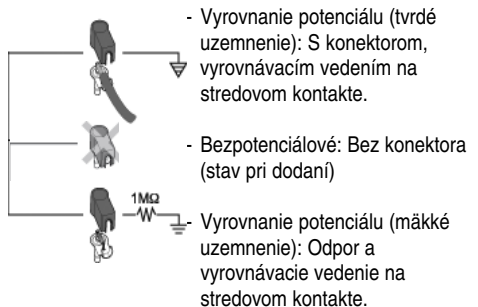 - Vyrovnanie potenciálu (tvrdé
uzemnenie): S konektorom,
vyrovnávacím vedením na
stredovom kontakte.
- Bezpotenciálové: Bez konektora
(stav pri dodaní)
1MΩ
- Vyrovnanie potenciálu (mäkké
uzemnenie): Odpor a
vyrovnávacie vedenie na
stredovom kontakte.